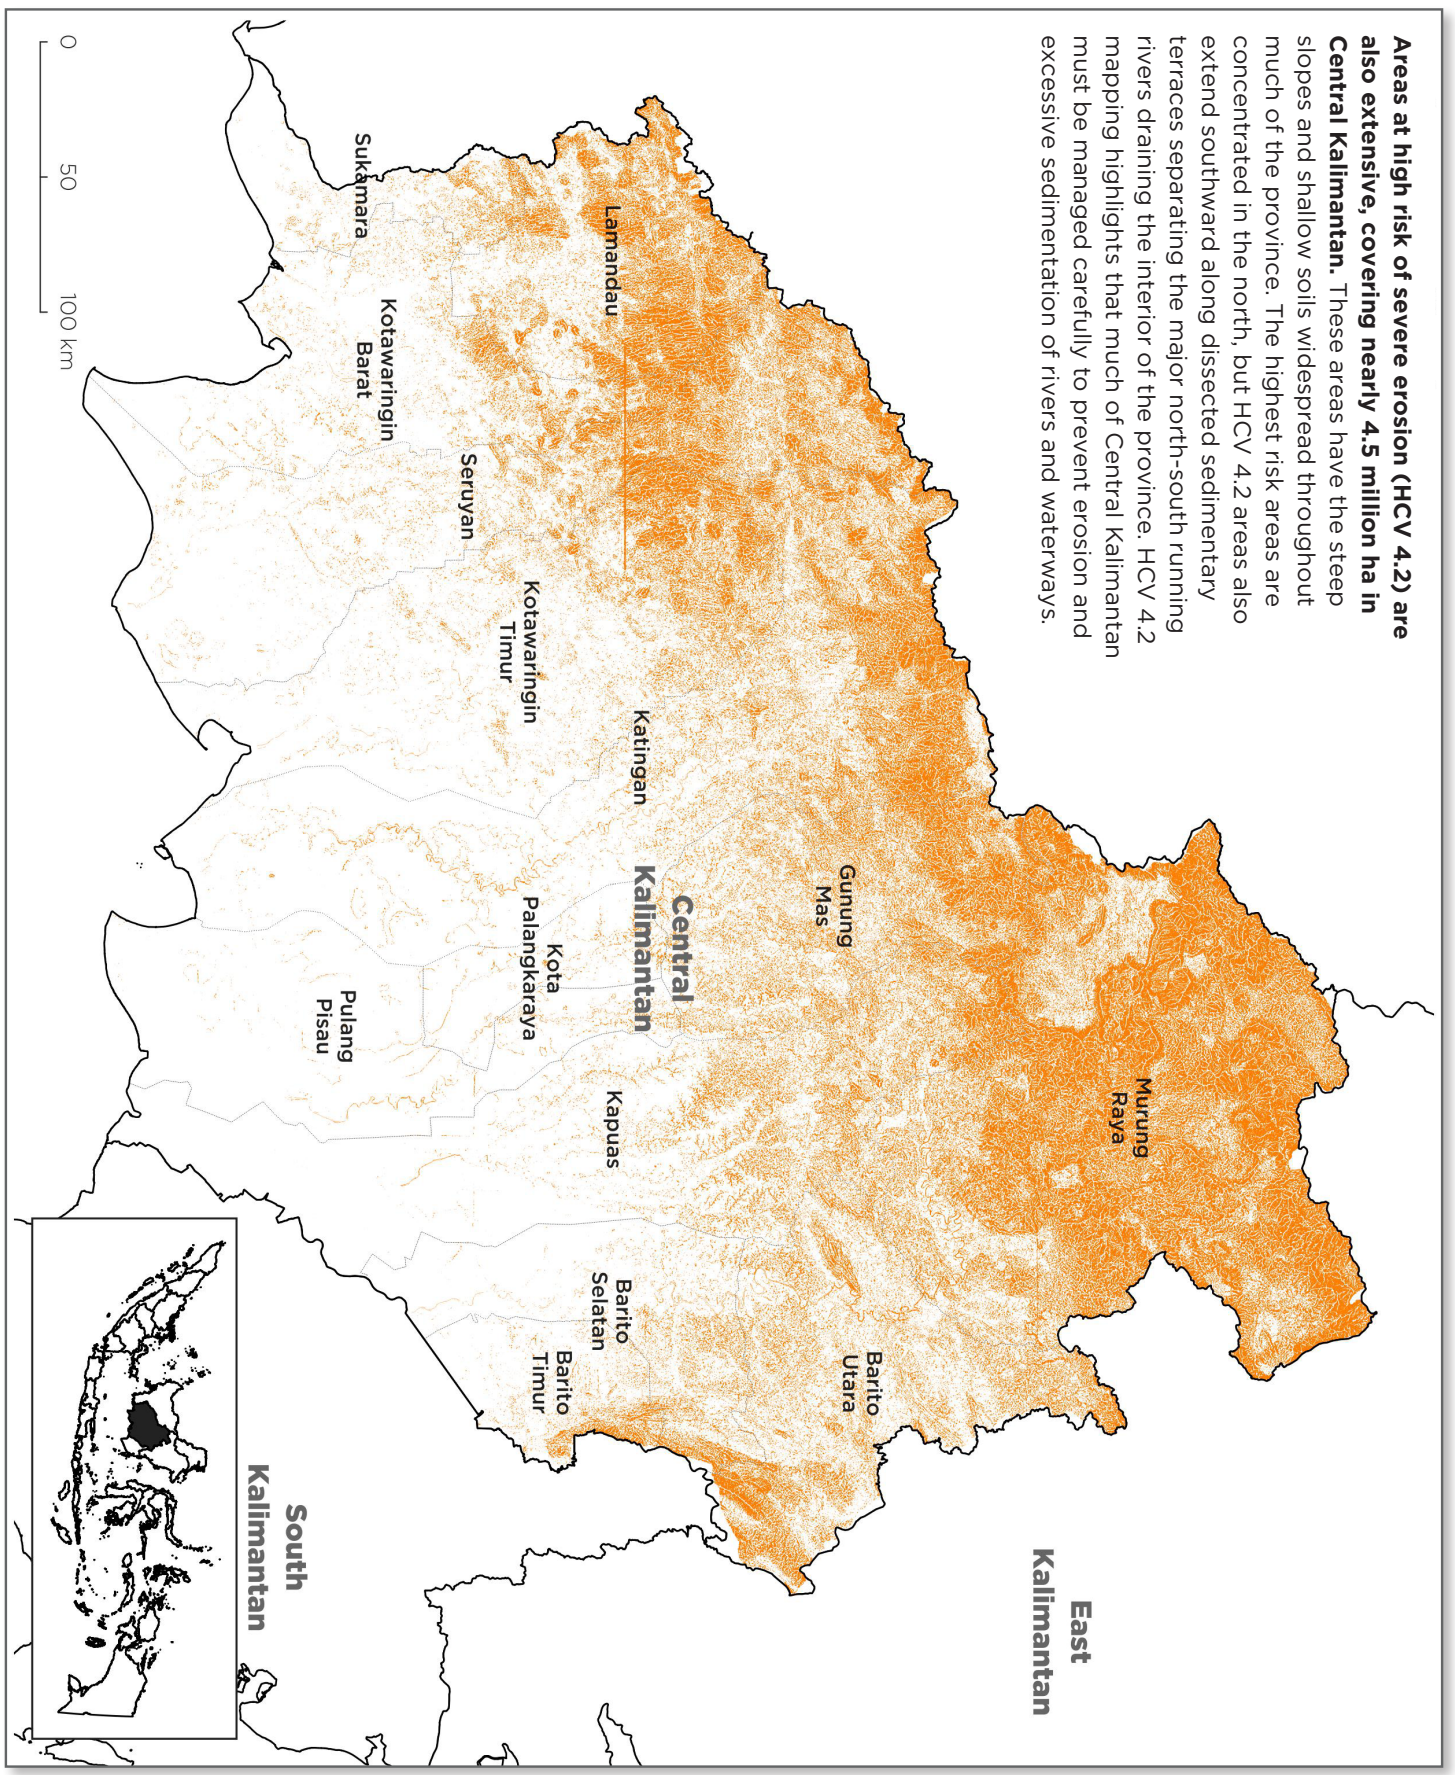 Areas at high risk of severe erosion (HCV 4.2) are
also extensive, covering nearly 4.5 million ha in
Central Kalimantan. These areas have the steep
slopes and shallow soils widespread throughout
much of the province. The highest risk areas are
concentrated in the north, but HCV 4.2 areas also
extend southward along dissected sedimentary
terraces separating the major north-south running
rivers draining the interior of the province. HCV 4.2
mapping highlights that much of Central Kalimantan
must be managed carefully to prevent erosion and
excessive sedimentation of rivers and waterways.
Murung
Raya
East
Kalimantan
Gunung
Mas
Barito
Utara
Central
Kalimantan
Katingan
Lamandau
Kapuas
Barito
Selatan
Barito
Timur
Kota
Palangkaraya
Kotawaringin
Timur
Seruyan
Kotawaringin
Barat
Sukamara
Pulang
Pisau
South
Kalimantan
0 50 100 km